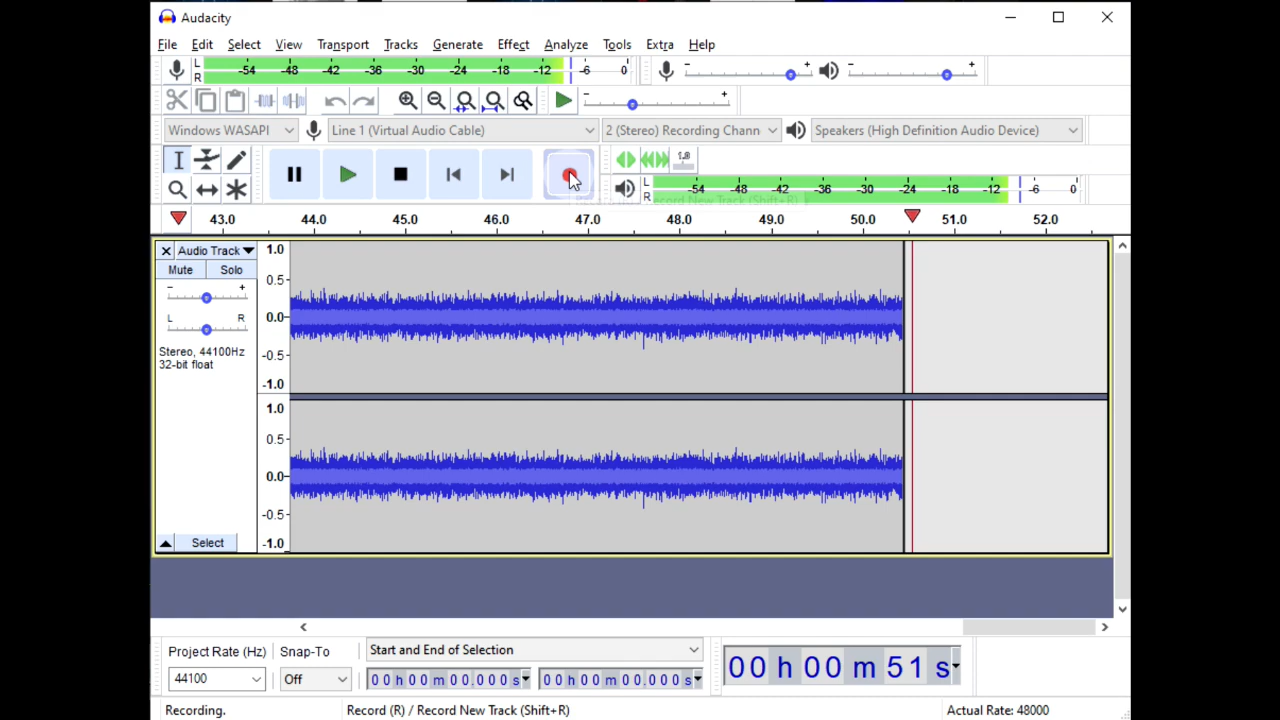 Audacity
File Edit Select View Transport Tracks Generate Effect Analyze Tools Extra Help
L
R
-54 -48 -42 -36 -30 -24 -18 -12 -6 0
- +
- +
- +
Windows WASAPI
Line 1 (Virtual Audio Cable)
2 (Stereo) Recording Chann
Speakers (High Definition Audio Device)
1.0
L
R
-54 -48 -42 -36 -30 -24 -18 -12 -6 0
Record New Track (Shift+R)
43.0 44.0 45.0 46.0 47.0 48.0 49.0 50.0 51.0 52.0
Audio Track
Mute Solo
- +
L R
Stereo, 44100Hz
32-bit float
Select
1.0
0.5
0.0
-0.5
-1.0
1.0
0.5
0.0
-0.5
-1.0
Project Rate (Hz) Snap-To
Start and End of Selection
44100
Off
00 h 00 m 00.000 s
00 h 00 m 00.000 s
00 h 00 m 51 s
Recording.
Record (R) / Record New Track (Shift+R)
Actual Rate: 48000